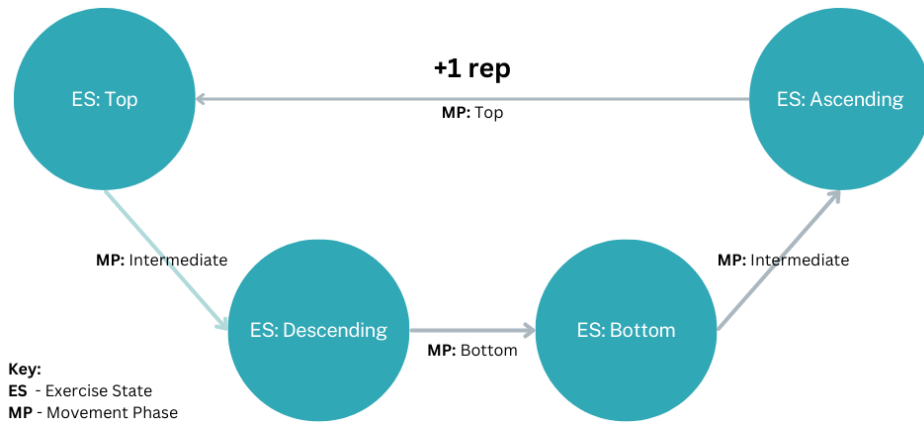 +1 rep
ES: Top
ES: Ascending
MP: Top
MP: Intermediate
MP: Intermediate
ES: Descending
ES: Bottom
MP: Bottom
Key:
ES - Exercise State
MP - Movement Phase